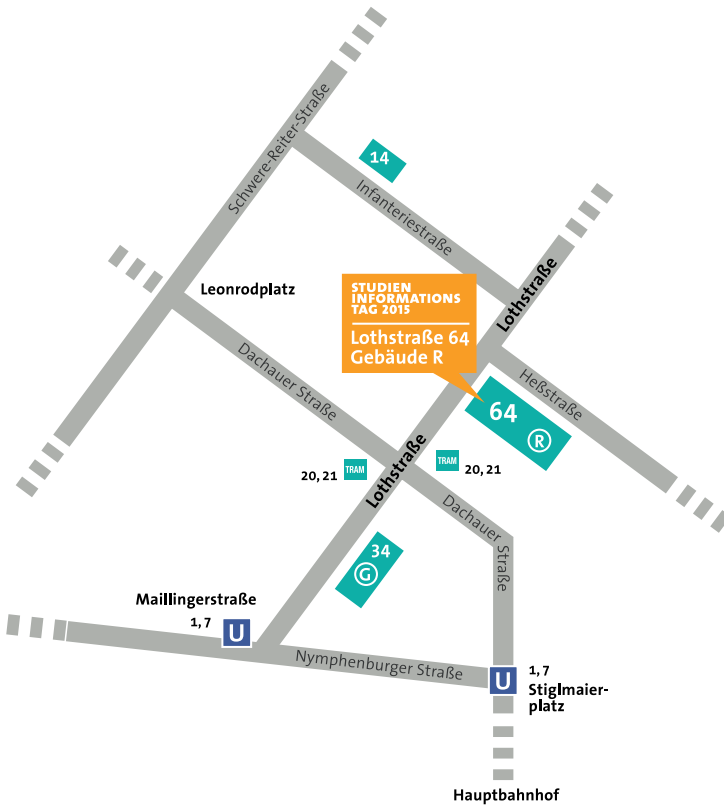 Schwere-Reiter-Straße
14
Infanteriestraße
Lothstraße
Leonrodplatz
STUDIEN
INFORMATIONS
TAG 2015
Lothstraße 64
Gebäude R
Dachauer Straße
Heßstraße
64
R
Lothstraße
20, 21
TRAM
TRAM
20, 21
Dachauer
Straße
34
G
Maillingerstraße
1, 7
U
Nymphenburger Straße
U
1, 7
Stiglmaier-
platz
Hauptbahnhof